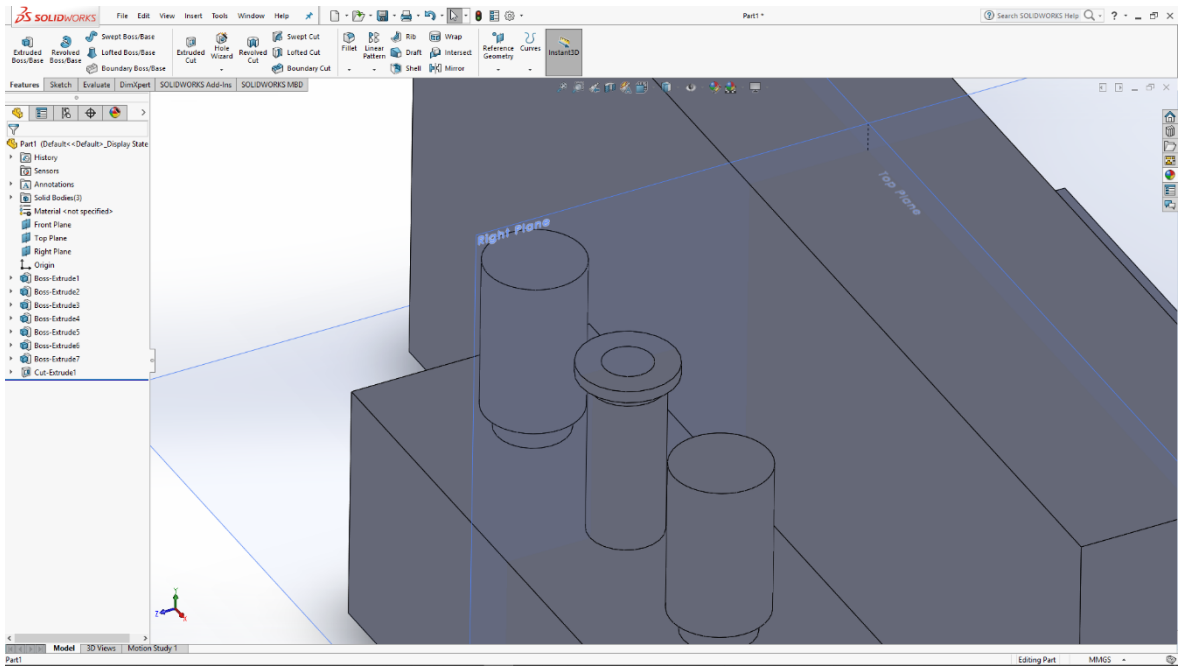 SOLIDWORKS File Edit View Insert Tools Window Help Part1 * Search SOLIDWORKS Help
Extruded Boss/Base Revolved Boss/Base Swept Boss/Base Lofted Boss/Base Boundary Boss/Base Extruded Cut Hole Wizard Revolved Cut Swept Cut Lofted Cut Boundary Cut Fillet Linear Pattern Rib Draft Shell Wrap Intersect Mirror Reference Geometry Curves Instant3D
Features Sketch Evaluate DimXpert SOLIDWORKS Add-Ins SOLIDWORKS MBD
Part1 (Default<<Default>_Display State
History
Sensors
Annotations
Solid Bodies(3)
Material <not specified>
Front Plane
Top Plane
Right Plane
Origin
Boss-Extrude1
Boss-Extrude2
Boss-Extrude3
Boss-Extrude4
Boss-Extrude5
Boss-Extrude6
Boss-Extrude7
Cut-Extrude1
Top Plane
Right Plane
Y
Z
X
Model 3D Views Motion Study 1
Part1 Editing Part MMGS